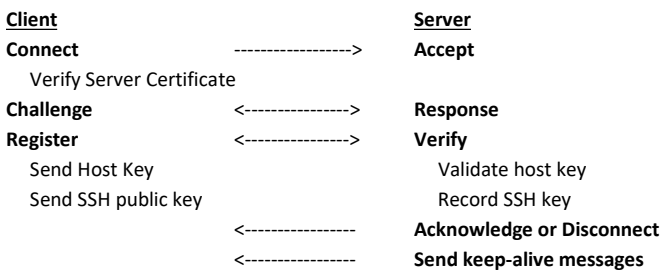 Client Server
Connect ------------------> Accept
Verify Server Certificate
Challenge <----------------> Response
Register <----------------> Verify
Send Host Key Validate host key
Send SSH public key Record SSH key
<----------------- Acknowledge or Disconnect
<----------------- Send keep-alive messages